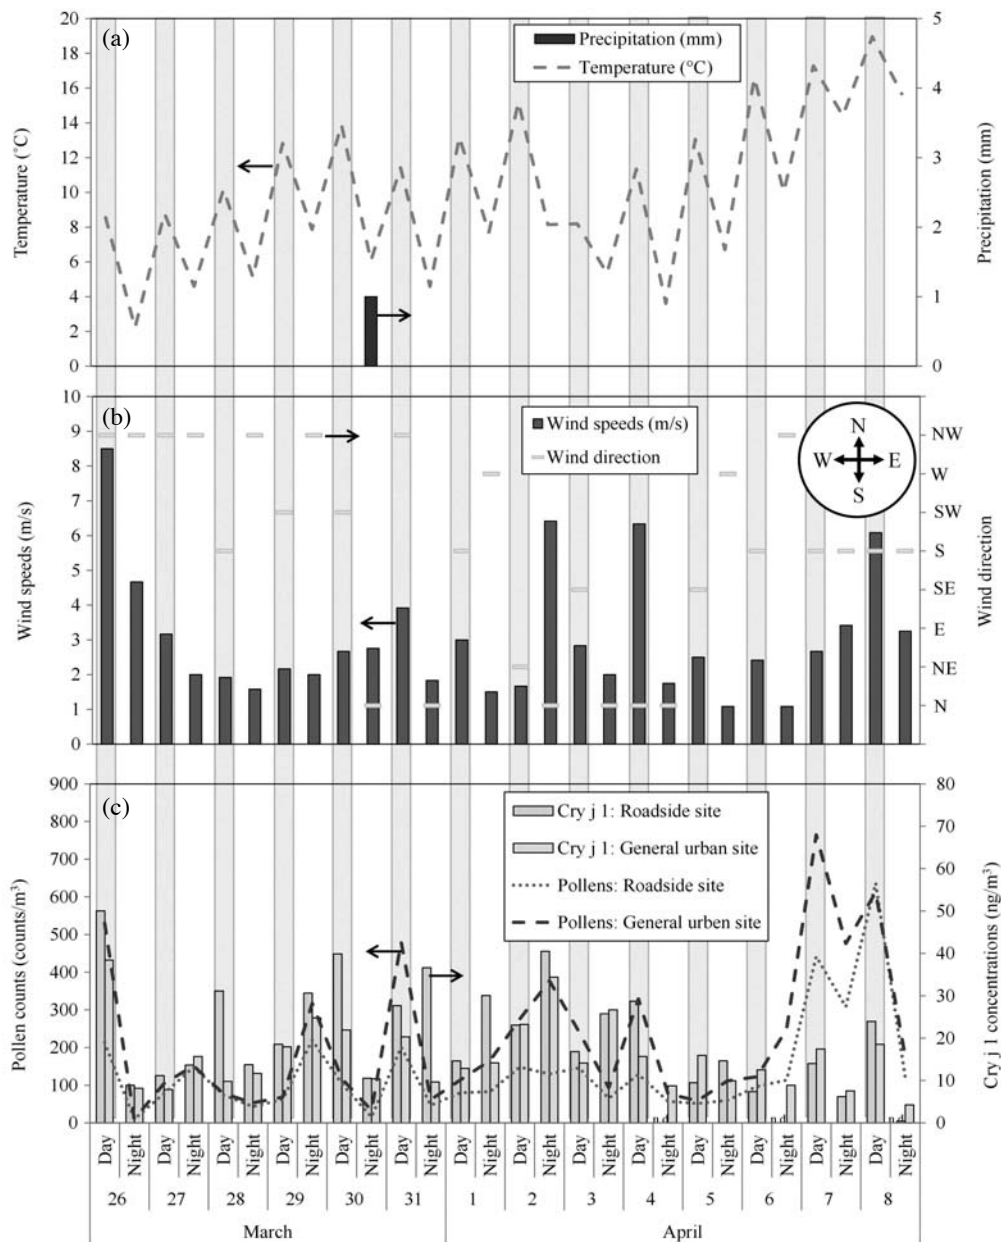 (a)
20
18
16
14
12
10
8
6
4
2
0
Temperature (°C)
Precipitation (mm)
Temperature (°C)
5
4
3
2
1
0
Precipitation (mm)
(b)
10
9
8
7
6
5
4
3
2
1
0
Wind speeds (m/s)
Wind speeds (m/s)
Wind direction
N
W E
S
NW
W
SW
S
SE
E
NE
N
Wind direction
(c)
900
800
700
600
500
400
300
200
100
0
Pollen counts (counts/m³)
Cry j 1: Roadside site
Cry j 1: General urban site
Pollens: Roadside site
Pollens: General urben site
80
70
60
50
40
30
20
10
0
Cry j 1 concentrations (ng/m³)
Day Night Day Night Day Night Day Night Day Night Day Night Day Night Day Night Day Night Day Night Day Night Day Night Day Night Day Night
26 27 28 29 30 31 1 2 3 4 5 6 7 8
March April